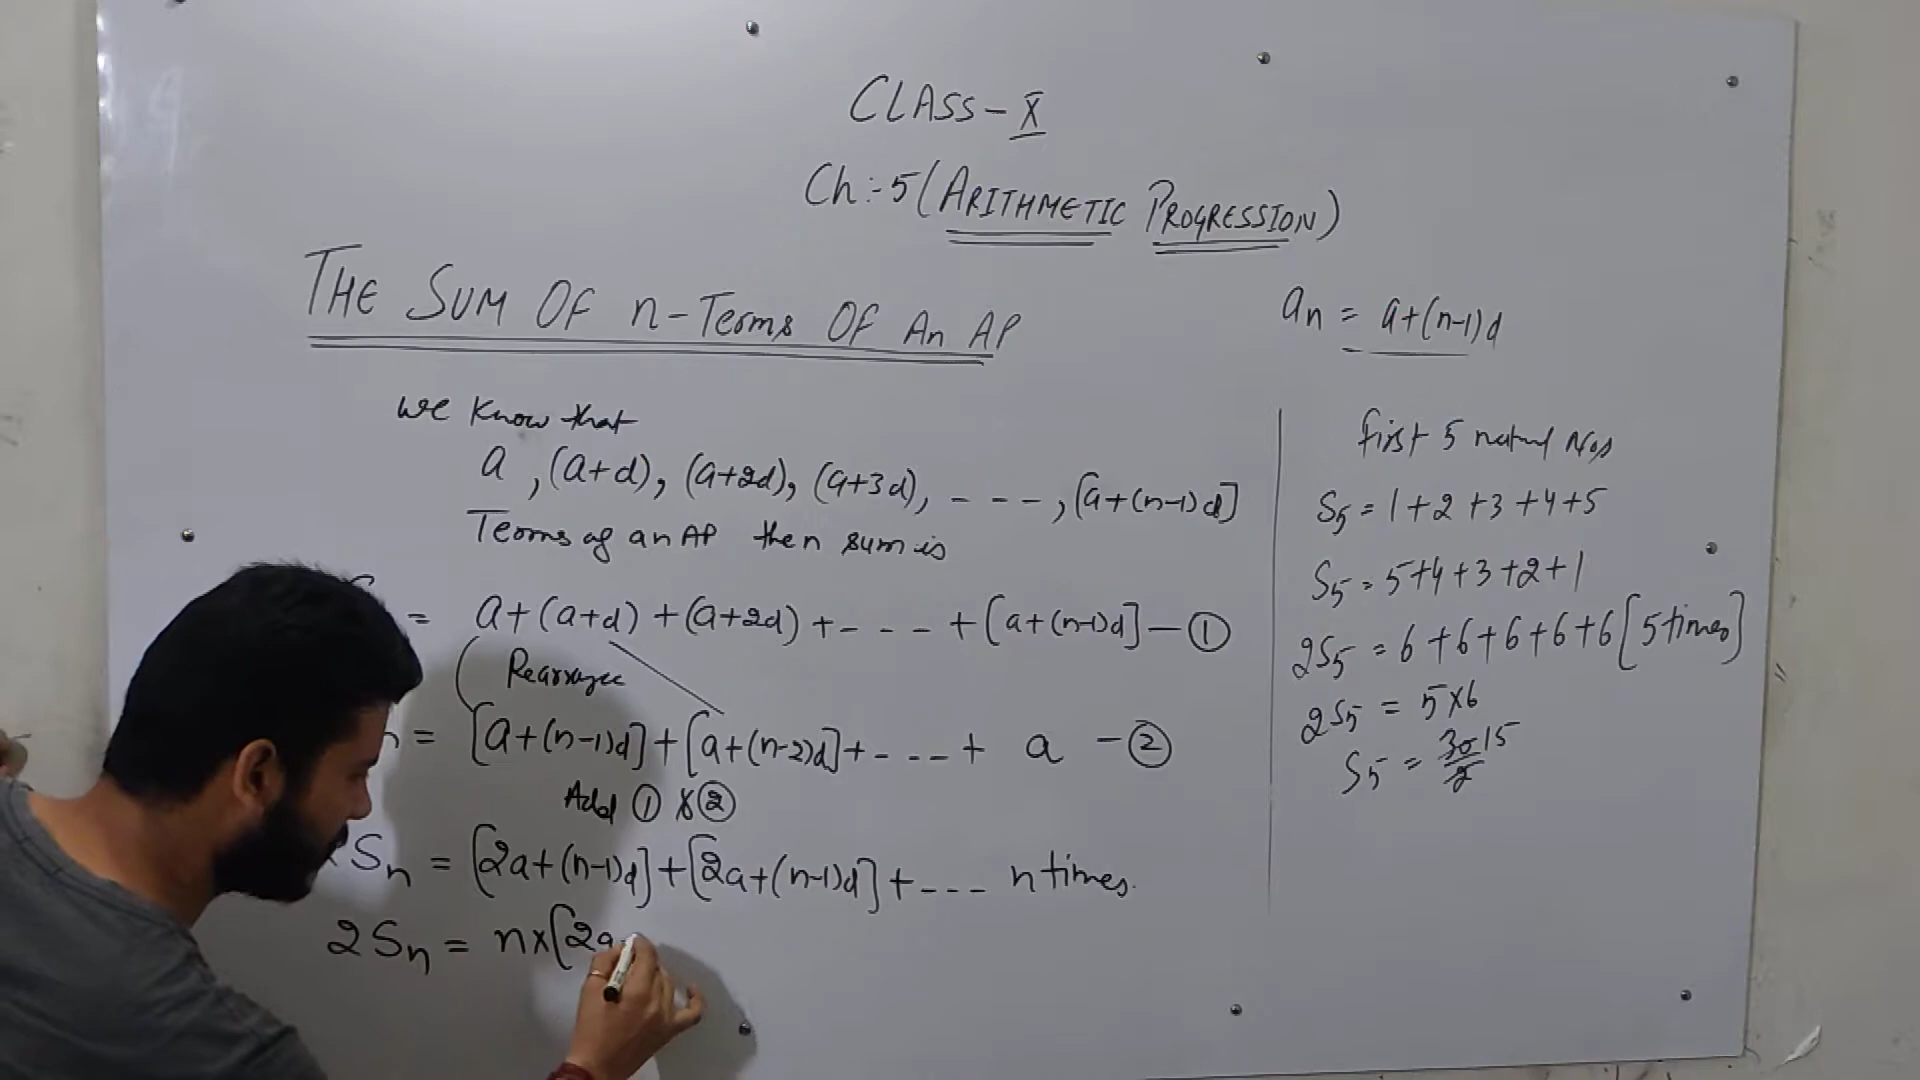 CLASS - X
Ch :- 5 ( ARITHMETIC PROGRESSION )
THE SUM OF n-Terms OF An AP
an = a+(n-1)d
We Know that
a , (a+d), (a+2d), (a+3d), - - - , [a+(n-1)d]
Terms of an AP then sum is
= a+(a+d) +(a+2d) + - - - + [a+(n-1)d] — ①
Rearrange
n = [a+(n-1)d]+[a+(n-2)d]+ - - - + a - ②
Add ① & ②
Sn = [2a+(n-1)d]+[2a+(n-1)d]+ - - - n times.
2Sn = n×[2a
First 5 natural Nos
S5 = 1+2+3+4+5
S5 = 5+4+3+2+1
2S5 = 6+6+6+6+6 [5 times]
2S5 = 5×6
S5 = 30/2 15